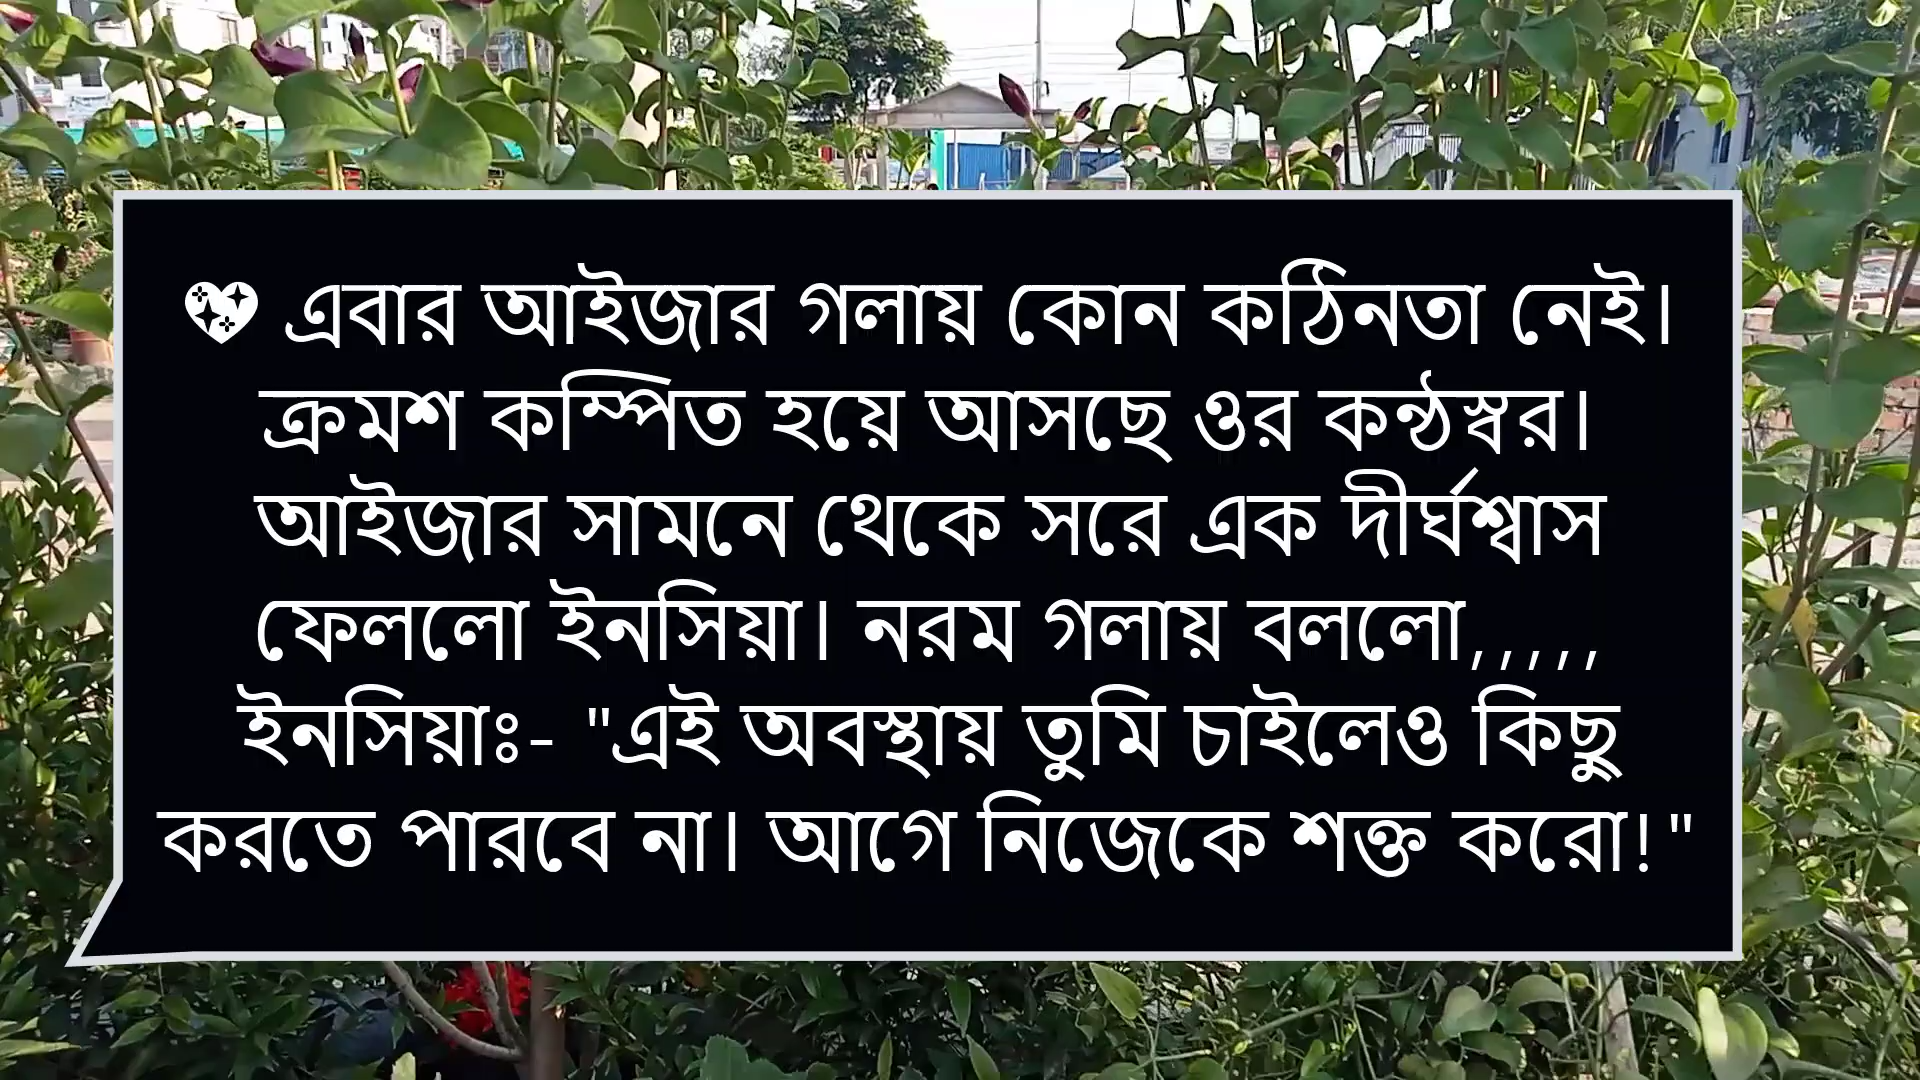 💖 এবার আইজার গলায় কোন কঠিনতা নেই।
ক্রমশ কম্পিত হয়ে আসছে ওর কন্ঠস্বর।
আইজার সামনে থেকে সরে এক দীর্ঘশ্বাস
ফেললো ইনসিয়া। নরম গলায় বললো,,,,,
ইনসিয়াঃ- "এই অবস্থায় তুমি চাইলেও কিছু
করতে পারবে না। আগে নিজেকে শক্ত করো!"